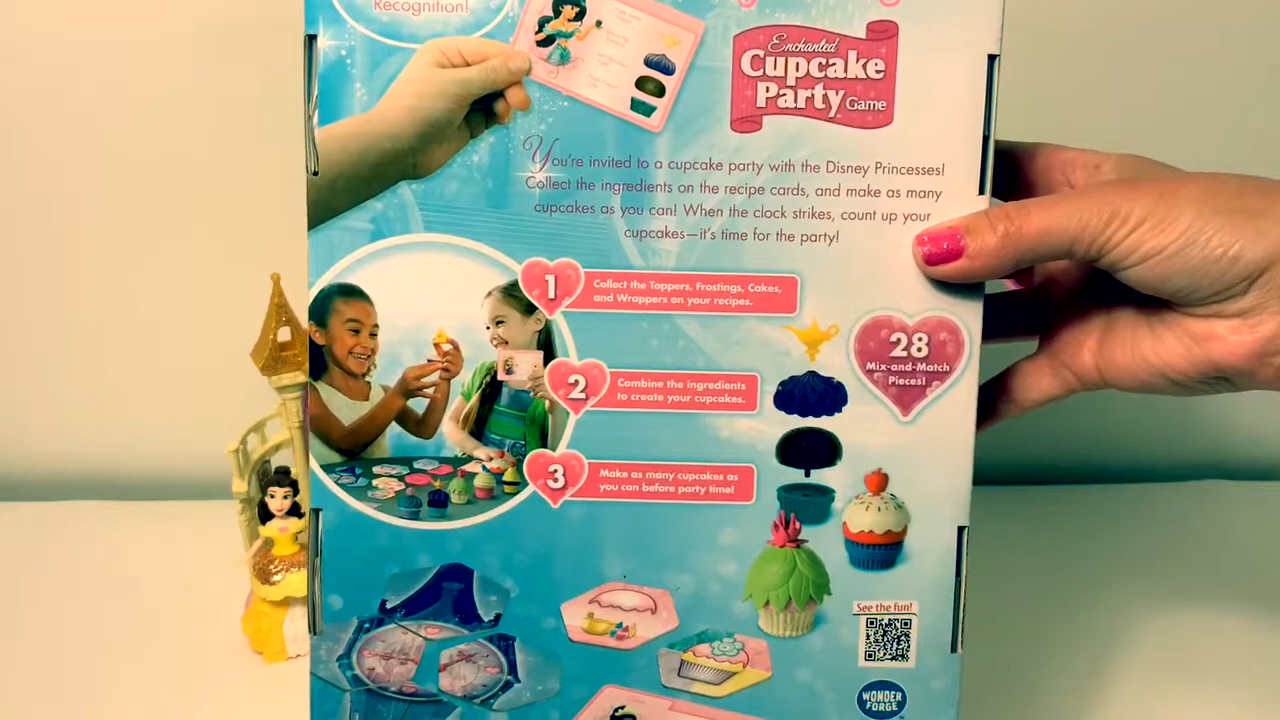 Recognition!
Enchanted
Cupcake
Party Game
You're invited to a cupcake party with the Disney Princesses!
Collect the ingredients on the recipe cards, and make as many
cupcakes as you can! When the clock strikes, count up your
cupcakes—it's time for the party!
1
Collect the Toppers, Frostings, Cakes,
and Wrappers on your recipes.
28
Mix-and-Match
Pieces!
2
Combine the ingredients
to create your cupcakes.
3
Make as many cupcakes as
you can before party time!
See the fun!
WONDER
FORGE